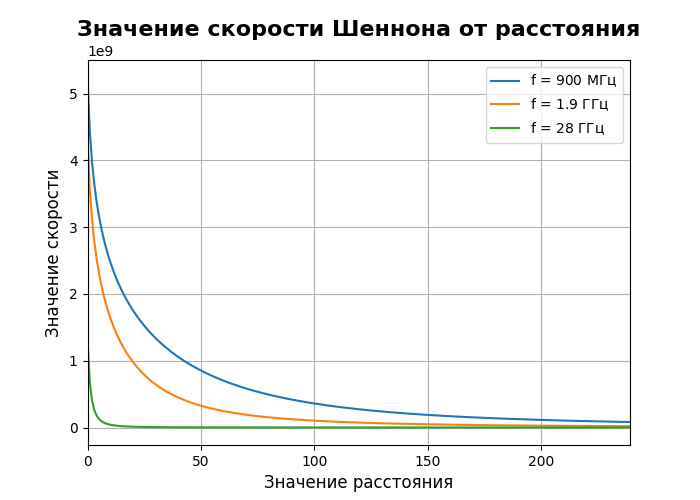 Значение скорости Шеннона от расстояния
1e9
f = 900 МГц
f = 1.9 ГГц
f = 28 ГГц
5
4
3
2
1
0
Значение скорости
0 50 100 150 200
Значение расстояния